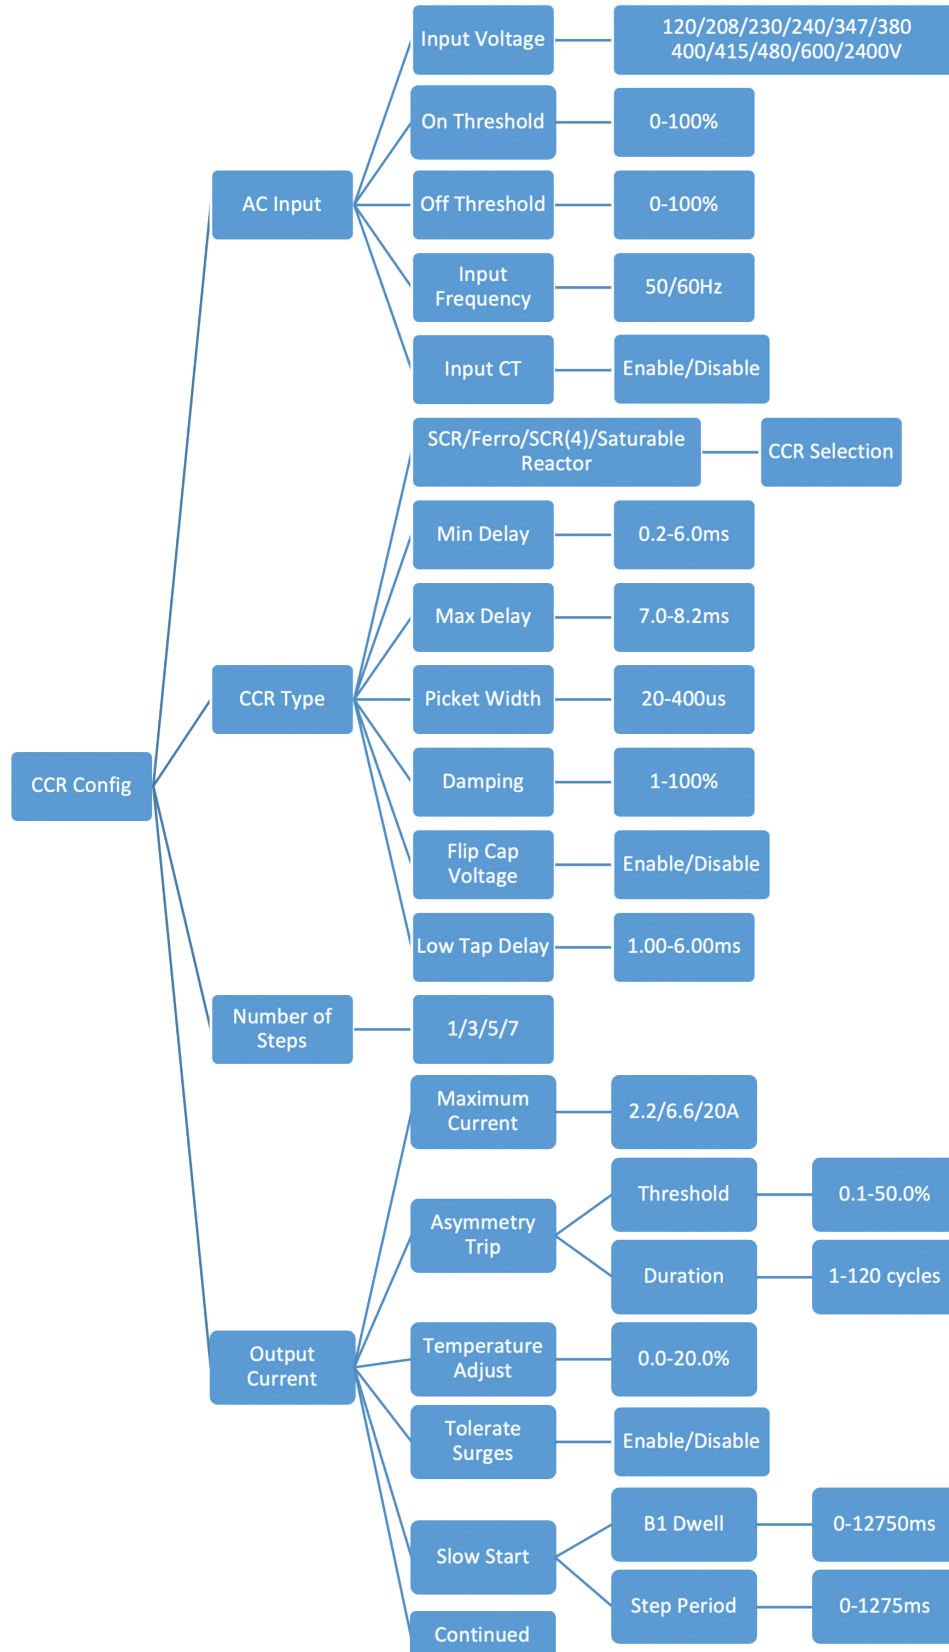 Input Voltage
120/208/230/240/347/380
400/415/480/600/2400V
On Threshold
0-100%
AC Input
Off Threshold
0-100%
Input
Frequency
50/60Hz
Input CT
Enable/Disable
SCR/Ferro/SCR(4)/Saturable
Reactor
CCR Selection
Min Delay
0.2-6.0ms
Max Delay
7.0-8.2ms
CCR Type
Picket Width
20-400us
CCR Config
Damping
1-100%
Flip Cap
Voltage
Enable/Disable
Low Tap Delay
1.00-6.00ms
Number of
Steps
1/3/5/7
Maximum
Current
2.2/6.6/20A
Asymmetry
Trip
Threshold
0.1-50.0%
Duration
1-120 cycles
Output
Current
Temperature
Adjust
0.0-20.0%
Tolerate
Surges
Enable/Disable
Slow Start
B1 Dwell
0-12750ms
Step Period
0-1275ms
Continued